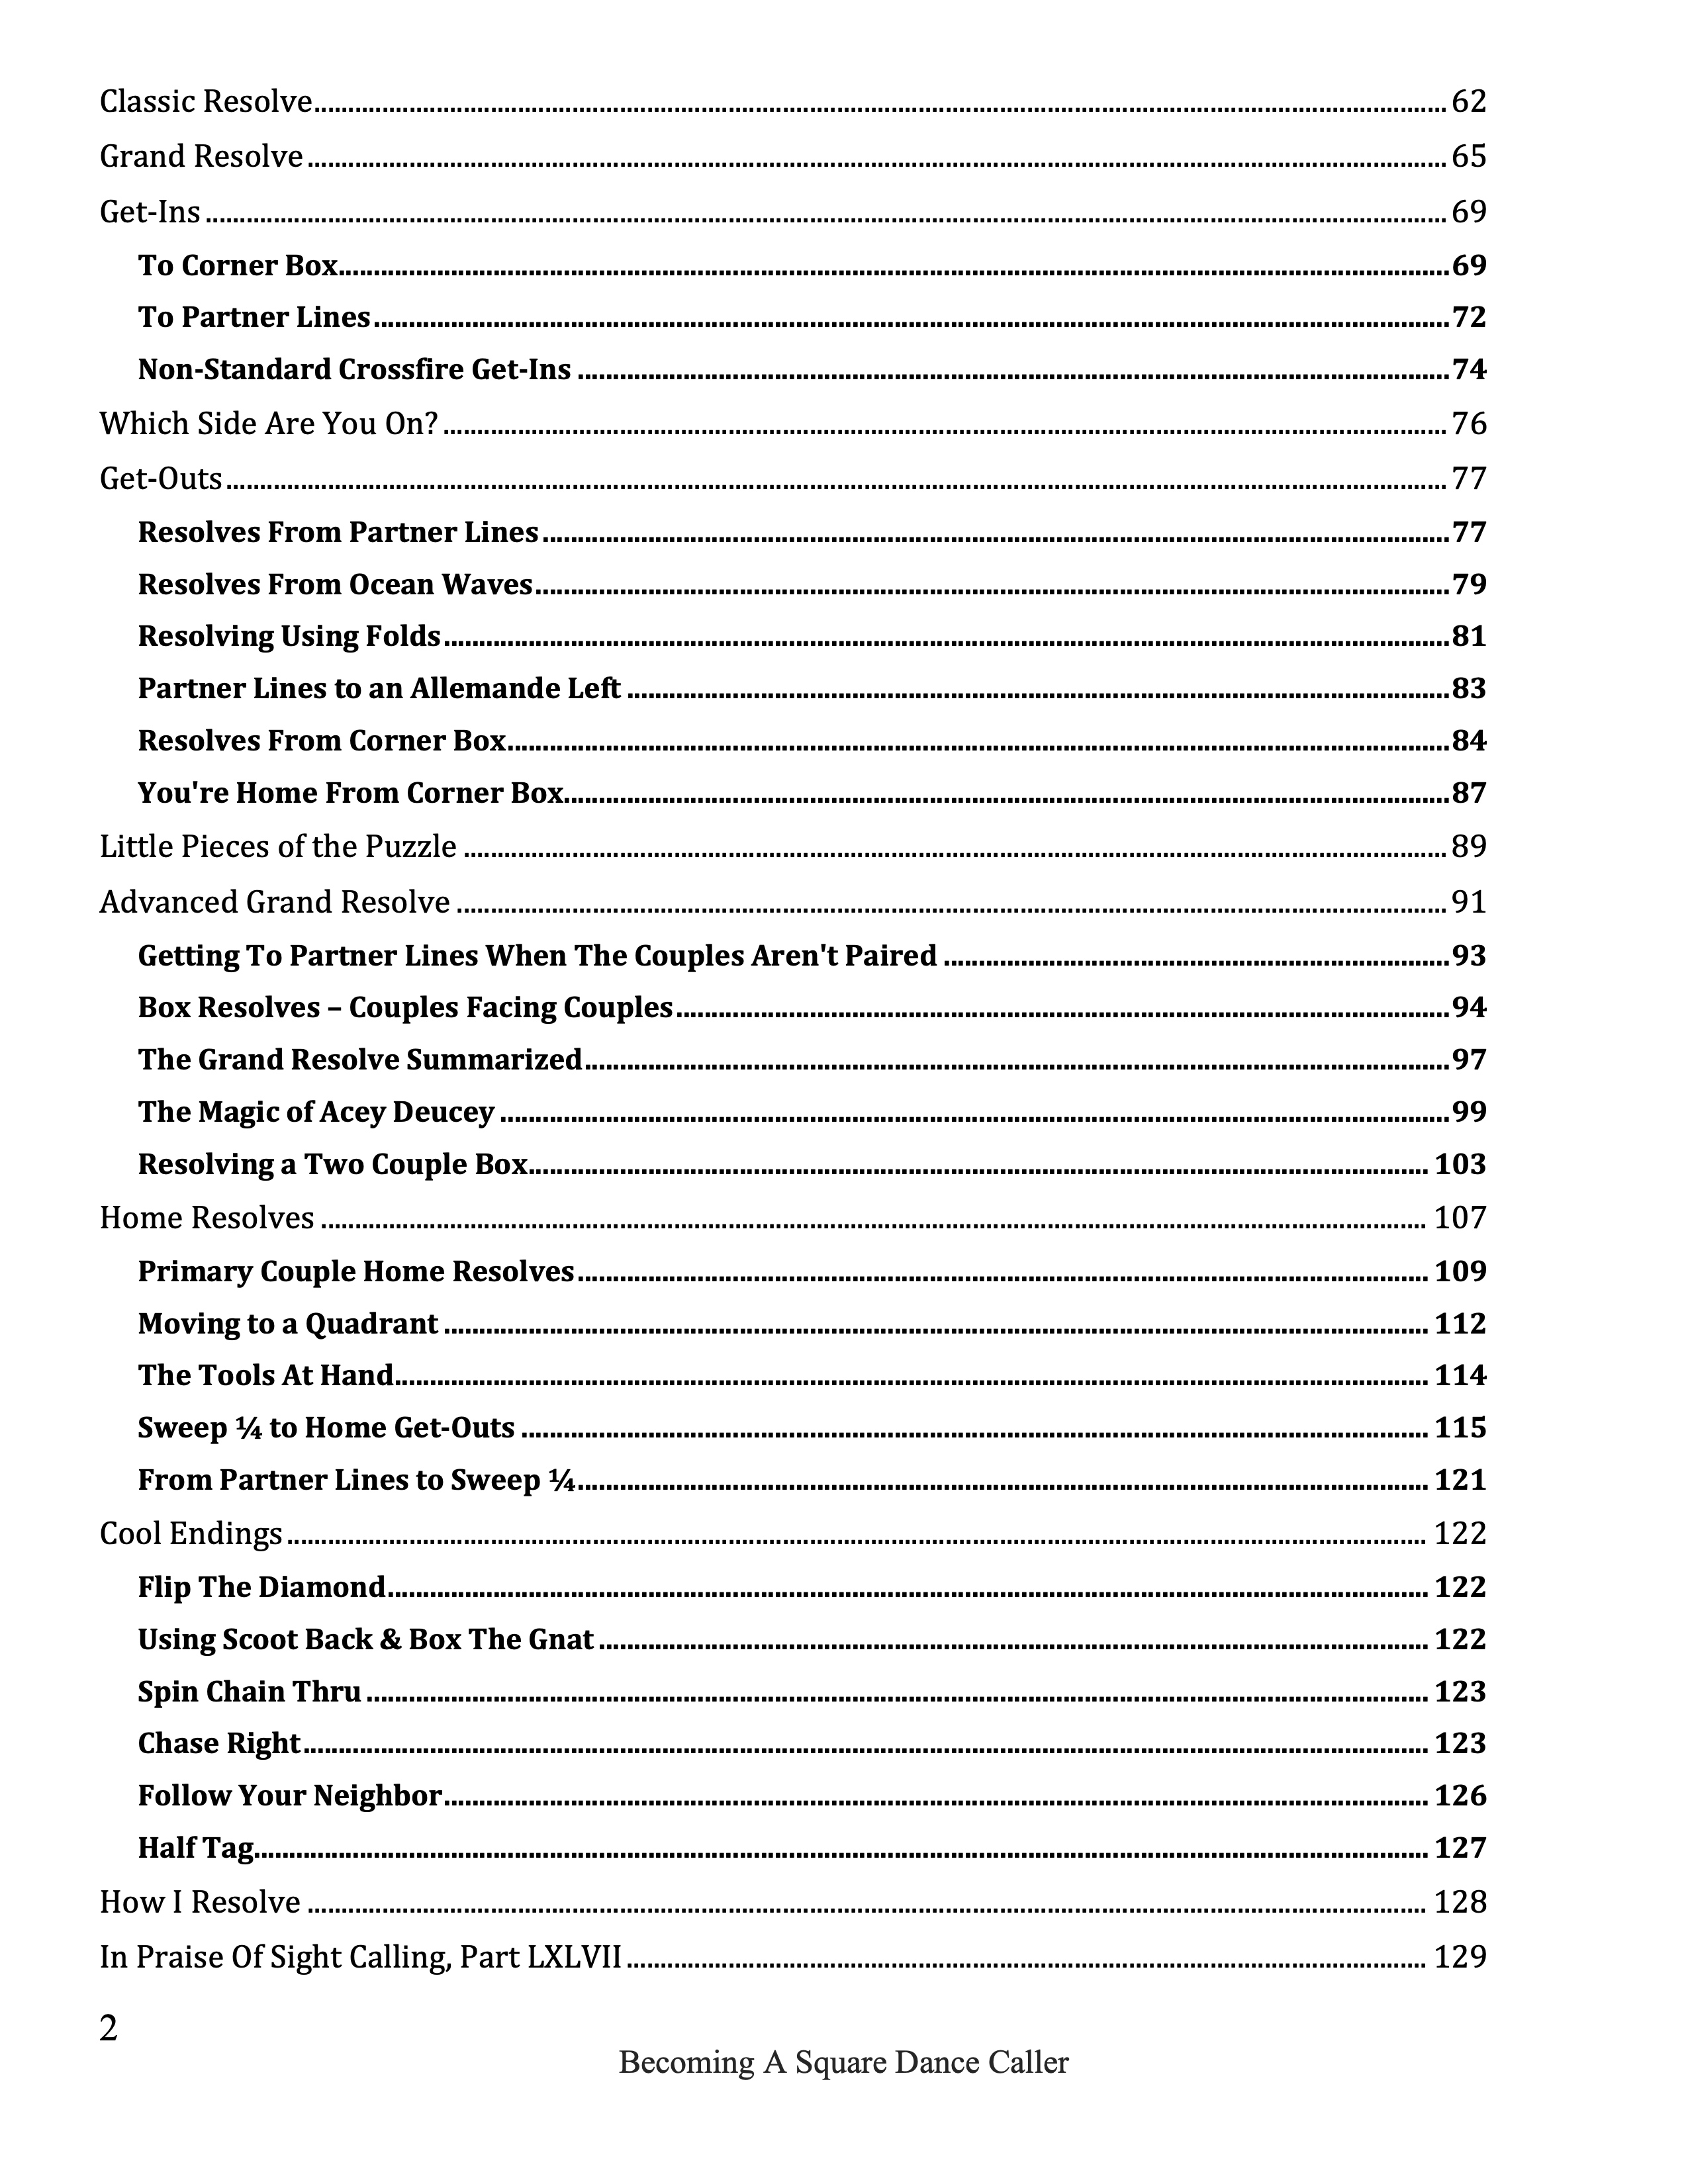 Classic Resolve 62
Grand Resolve 65
Get-Ins 69
To Corner Box 69
To Partner Lines 72
Non-Standard Crossfire Get-Ins 74
Which Side Are You On? 76
Get-Outs 77
Resolves From Partner Lines 77
Resolves From Ocean Waves 79
Resolving Using Folds 81
Partner Lines to an Allemande Left 83
Resolves From Corner Box 84
You're Home From Corner Box 87
Little Pieces of the Puzzle 89
Advanced Grand Resolve 91
Getting To Partner Lines When The Couples Aren't Paired 93
Box Resolves – Couples Facing Couples 94
The Grand Resolve Summarized 97
The Magic of Acey Deucey 99
Resolving a Two Couple Box 103
Home Resolves 107
Primary Couple Home Resolves 109
Moving to a Quadrant 112
The Tools At Hand 114
Sweep ¼ to Home Get-Outs 115
From Partner Lines to Sweep ¼ 121
Cool Endings 122
Flip The Diamond 122
Using Scoot Back & Box The Gnat 122
Spin Chain Thru 123
Chase Right 123
Follow Your Neighbor 126
Half Tag 127
How I Resolve 128
In Praise Of Sight Calling, Part LXLVII 129
2
Becoming A Square Dance Caller